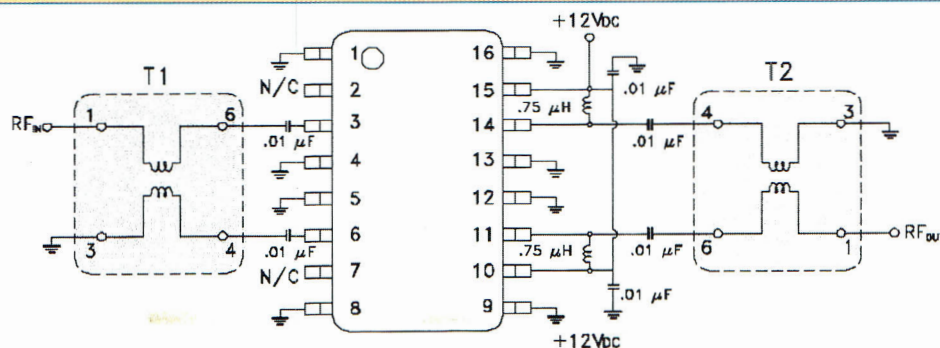 +12VDC
T1
T2
1
16
N/C
2
15
.01 µF
.75 µH
RFIN
1
6
3
14
4
3
.01 µF
.01 µF
4
13
5
12
3
4
6
11
6
1
RFOUT
.01 µF
.75 µH
.01 µF
N/C
7
10
.01 µF
8
9
+12VDC